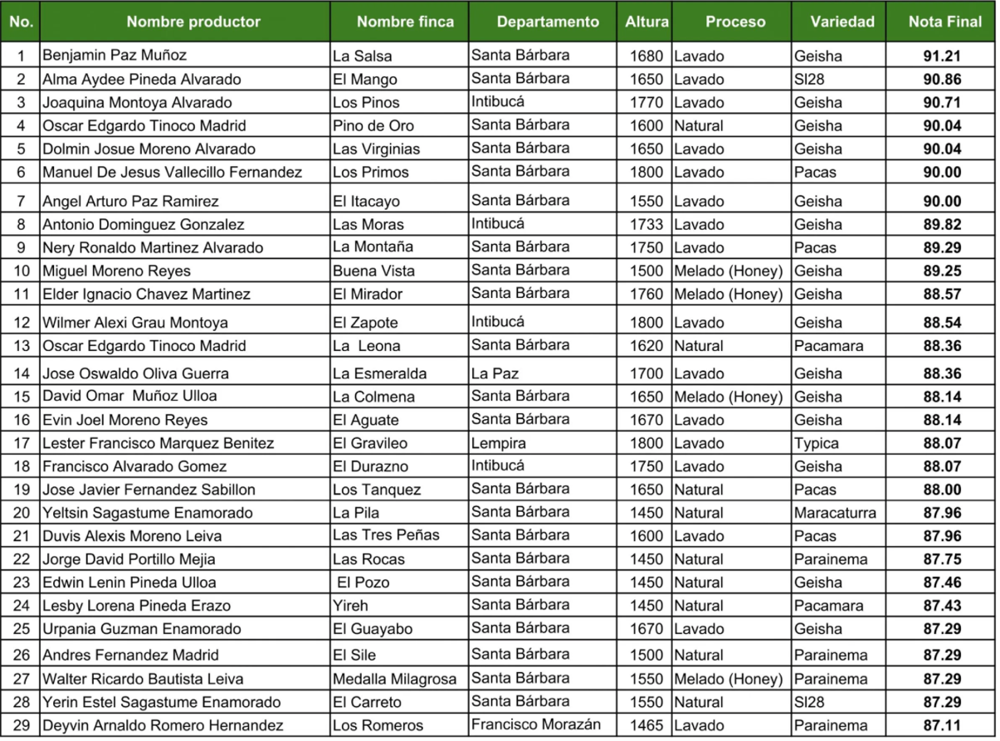 No. Nombre productor Nombre finca Departamento Altura Proceso Variedad Nota Final
1 Benjamin Paz Muñoz La Salsa Santa Bárbara 1680 Lavado Geisha 91.21
2 Alma Aydee Pineda Alvarado El Mango Santa Bárbara 1650 Lavado Sl28 90.86
3 Joaquina Montoya Alvarado Los Pinos Intibucá 1770 Lavado Geisha 90.71
4 Oscar Edgardo Tinoco Madrid Pino de Oro Santa Bárbara 1600 Natural Geisha 90.04
5 Dolmin Josue Moreno Alvarado Las Virginias Santa Bárbara 1650 Lavado Geisha 90.04
6 Manuel De Jesus Vallecillo Fernandez Los Primos Santa Bárbara 1800 Lavado Pacas 90.00
7 Angel Arturo Paz Ramirez El Itacayo Santa Bárbara 1550 Lavado Geisha 90.00
8 Antonio Dominguez Gonzalez Las Moras Intibucá 1733 Lavado Geisha 89.82
9 Nery Ronaldo Martinez Alvarado La Montaña Santa Bárbara 1750 Lavado Pacas 89.29
10 Miguel Moreno Reyes Buena Vista Santa Bárbara 1500 Melado (Honey) Geisha 89.25
11 Elder Ignacio Chavez Martinez El Mirador Santa Bárbara 1760 Melado (Honey) Geisha 88.57
12 Wilmer Alexi Grau Montoya El Zapote Intibucá 1800 Lavado Geisha 88.54
13 Oscar Edgardo Tinoco Madrid La Leona Santa Bárbara 1620 Natural Pacamara 88.36
14 Jose Oswaldo Oliva Guerra La Esmeralda La Paz 1700 Lavado Geisha 88.36
15 David Omar Muñoz Ulloa La Colmena Santa Bárbara 1650 Melado (Honey) Geisha 88.14
16 Evin Joel Moreno Reyes El Aguate Santa Bárbara 1670 Lavado Geisha 88.14
17 Lester Francisco Marquez Benitez El Gravileo Lempira 1800 Lavado Typica 88.07
18 Francisco Alvarado Gomez El Durazno Intibucá 1750 Lavado Geisha 88.07
19 Jose Javier Fernandez Sabillon Los Tanquez Santa Bárbara 1650 Natural Pacas 88.00
20 Yeltsin Sagastume Enamorado La Pila Santa Bárbara 1450 Natural Maracaturra 87.96
21 Duvis Alexis Moreno Leiva Las Tres Peñas Santa Bárbara 1600 Lavado Pacas 87.96
22 Jorge David Portillo Mejia Las Rocas Santa Bárbara 1450 Natural Parainema 87.75
23 Edwin Lenin Pineda Ulloa El Pozo Santa Bárbara 1450 Natural Geisha 87.46
24 Lesby Lorena Pineda Erazo Yireh Santa Bárbara 1450 Natural Pacamara 87.43
25 Urpania Guzman Enamorado El Guayabo Santa Bárbara 1670 Lavado Geisha 87.29
26 Andres Fernandez Madrid El Sile Santa Bárbara 1500 Natural Parainema 87.29
27 Walter Ricardo Bautista Leiva Medalla Milagrosa Santa Bárbara 1550 Melado (Honey) Parainema 87.29
28 Yerin Estel Sagastume Enamorado El Carreto Santa Bárbara 1550 Natural Sl28 87.29
29 Deyvin Arnaldo Romero Hernandez Los Romeros Francisco Morazán 1465 Lavado Parainema 87.11